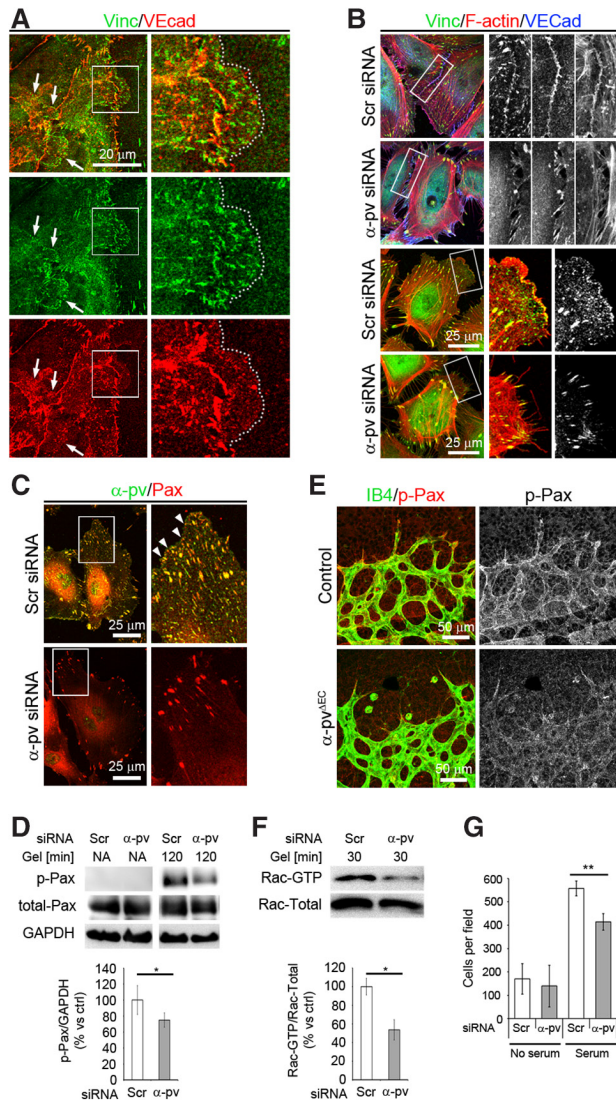 A
Vinc/VEcad
20 µm
B
Vinc/F-actin/VECad
Scr siRNA
α-pv siRNA
Scr siRNA
25 µm
α-pv siRNA
25 µm
C
α-pv/Pax
Scr siRNA
25 µm
α-pv siRNA
25 µm
E
IB4/p-Pax
p-Pax
Control
50 µm
α-pvΔEC
50 µm
D
siRNA Scr α-pv Scr α-pv
Gel [min] NA NA 120 120
p-Pax
total-Pax
GAPDH
p-Pax/GAPDH
(% vs ctrl)
140
120
100
80
60
40
20
0
*
siRNA Scr α-pv
F
siRNA Scr α-pv
Gel [min] 30 30
Rac-GTP
Rac-Total
Rac-GTP/Rac-Total
(% vs ctrl)
120
100
80
60
40
20
0
*
siRNA Scr α-pv
G
Cells per field
600
500
400
300
200
100
0
**
siRNA Scr α-pv Scr α-pv
No serum Serum